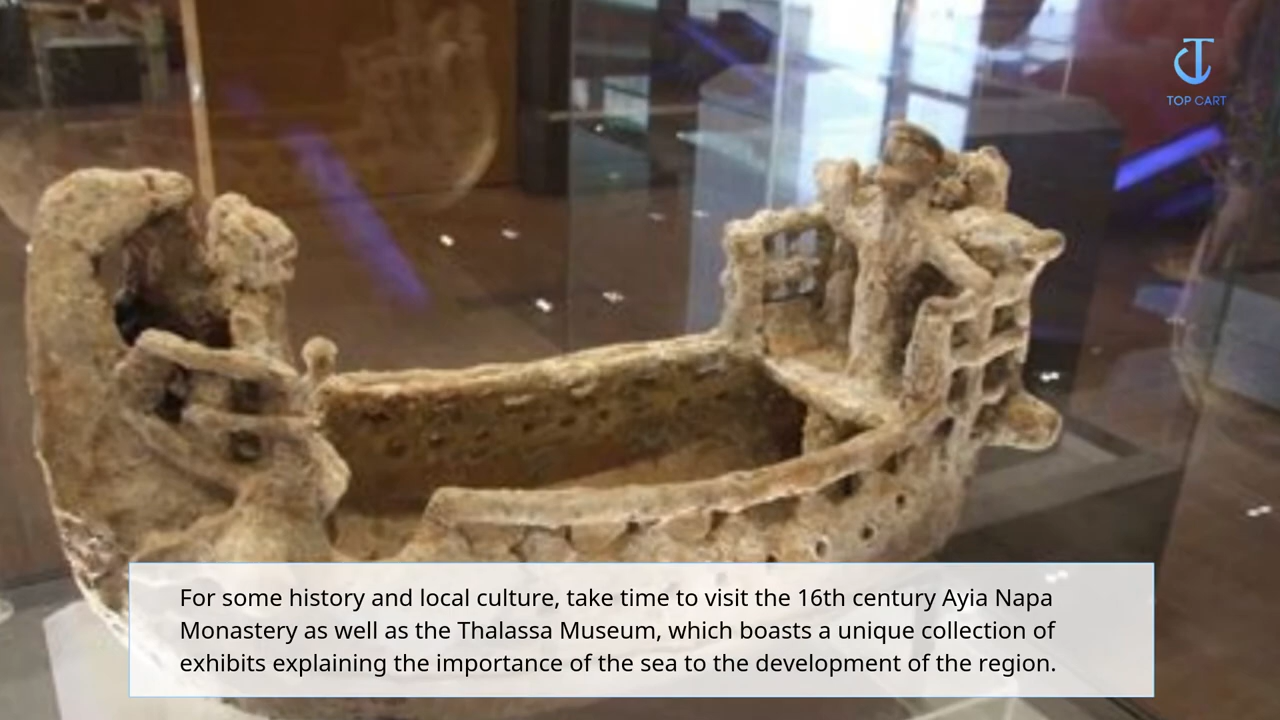 TOP CART
For some history and local culture, take time to visit the 16th century Ayia Napa
Monastery as well as the Thalassa Museum, which boasts a unique collection of
exhibits explaining the importance of the sea to the development of the region.